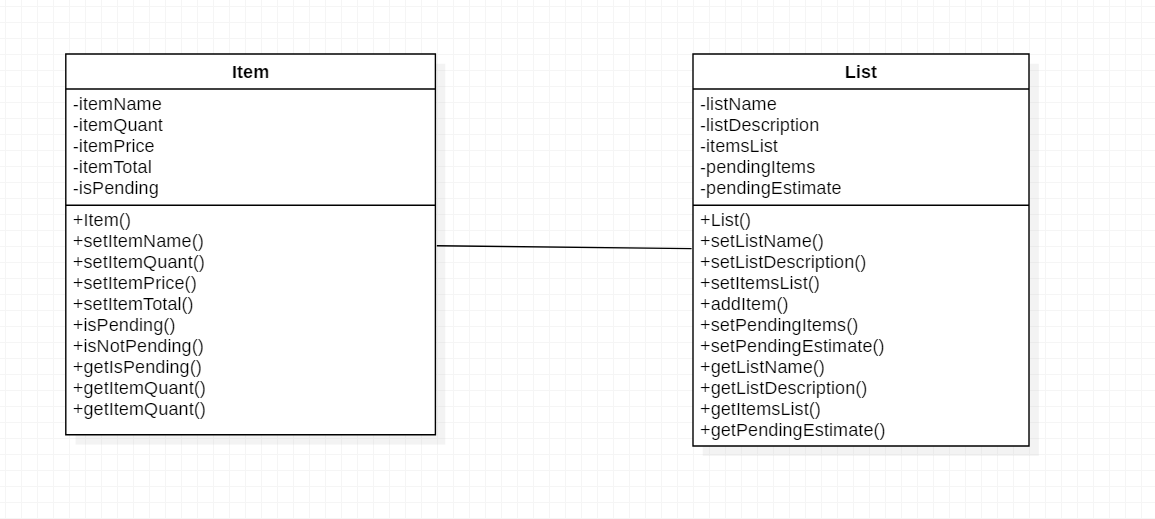 Item
-itemName
-itemQuant
-itemPrice
-itemTotal
-isPending
+Item()
+setItemName()
+setItemQuant()
+setItemPrice()
+setItemTotal()
+isPending()
+isNotPending()
+getIsPending()
+getItemQuant()
+getItemQuant()
List
-listName
-listDescription
-itemsList
-pendingItems
-pendingEstimate
+List()
+setListName()
+setListDescription()
+setItemsList()
+addItem()
+setPendingItems()
+setPendingEstimate()
+getListName()
+getListDescription()
+getItemsList()
+getPendingEstimate()